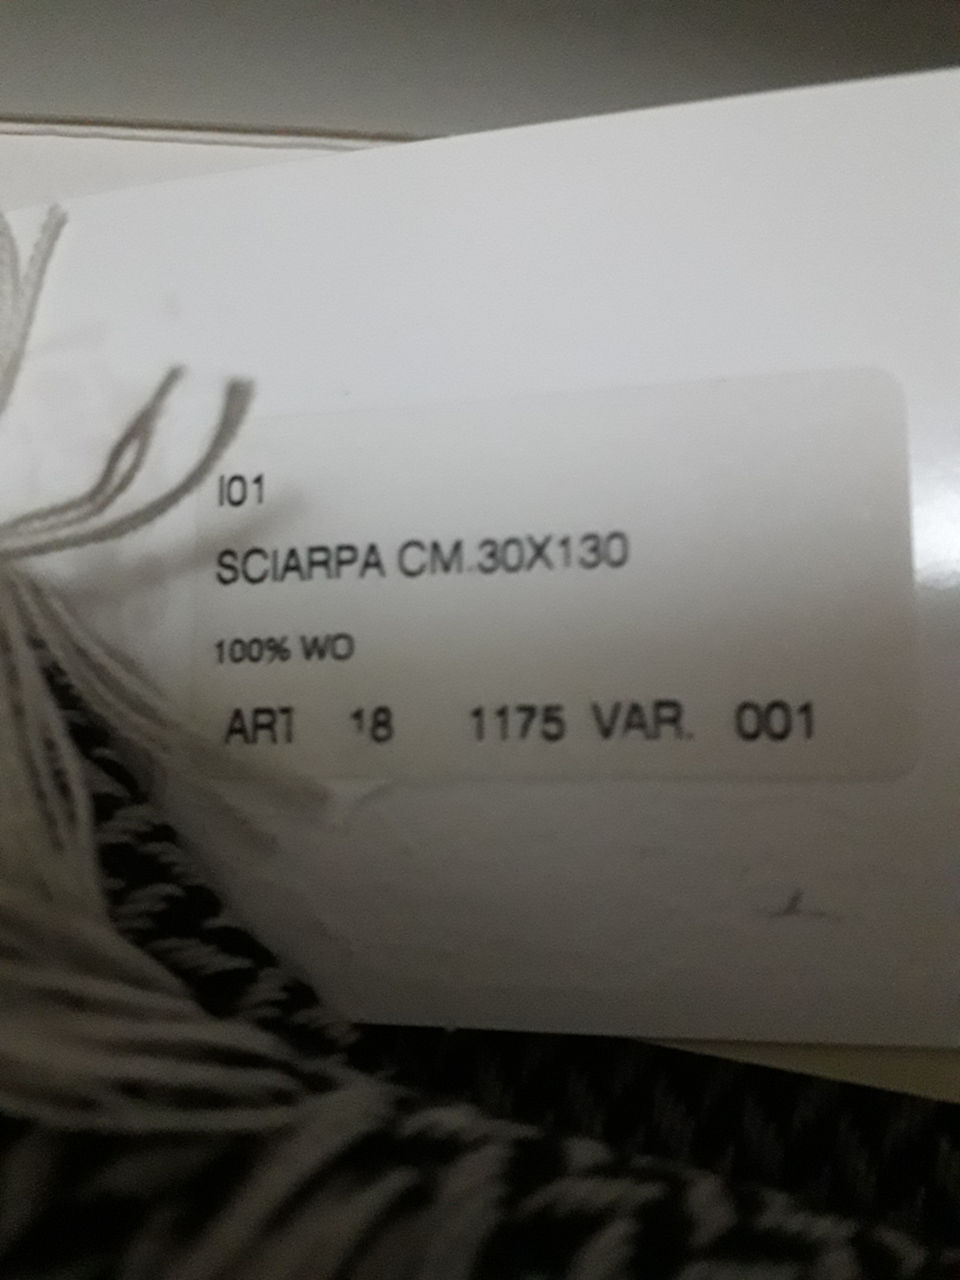 I01
SCIARPA CM.30X130
100% WO
ART 18 1175 VAR. 001